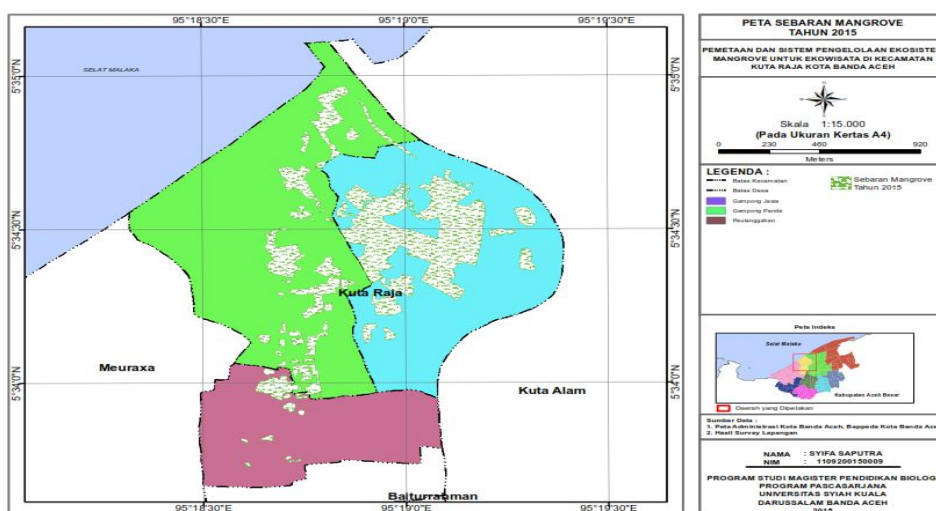 95°18'30"E 95°19'0"E 95°19'30"E
5°35'0"N 5°35'0"N
SELAT MALAKA
5°34'30"N 5°34'30"N
Kuta Raja
Meuraxa
5°34'0"N 5°34'0"N
Kuta Alam
Baiturrahman
95°18'30"E 95°19'0"E 95°19'30"E
PETA SEBARAN MANGROVE
TAHUN 2015
PEMETAAN DAN SISTEM PENGELOLAAN EKOSISTE
MANGROVE UNTUK EKOWISATA DI KECAMATAN
KUTA RAJA KOTA BANDA ACEH
Skala 1:15.000
(Pada Ukuran Kertas A4)
0 230 460 920
Meters
LEGENDA :
Batas Kecamatan
Batas Desa
Gampong Jawa
Gampong Pande
Peulanggahan
Sebaran Mangrove
Tahun 2015
Peta Indeks
Selat Malaka
Kabupaten Aceh Besar
Daerah yang Dipetakan
Sumber Data :
1. Peta Administrasi Kota Banda Aceh, Bappeda Kota Banda Ace
2. Hasil Survey Lapangan
NAMA : SYIFA SAPUTRA
NIM : 1109200150009
PROGRAM STUDI MAGISTER PENDIDIKAN BIOLOG
PROGRAM PASCASARJANA
UNIVERSITAS SYIAH KUALA
DARUSSALAM BANDA ACEH
2015